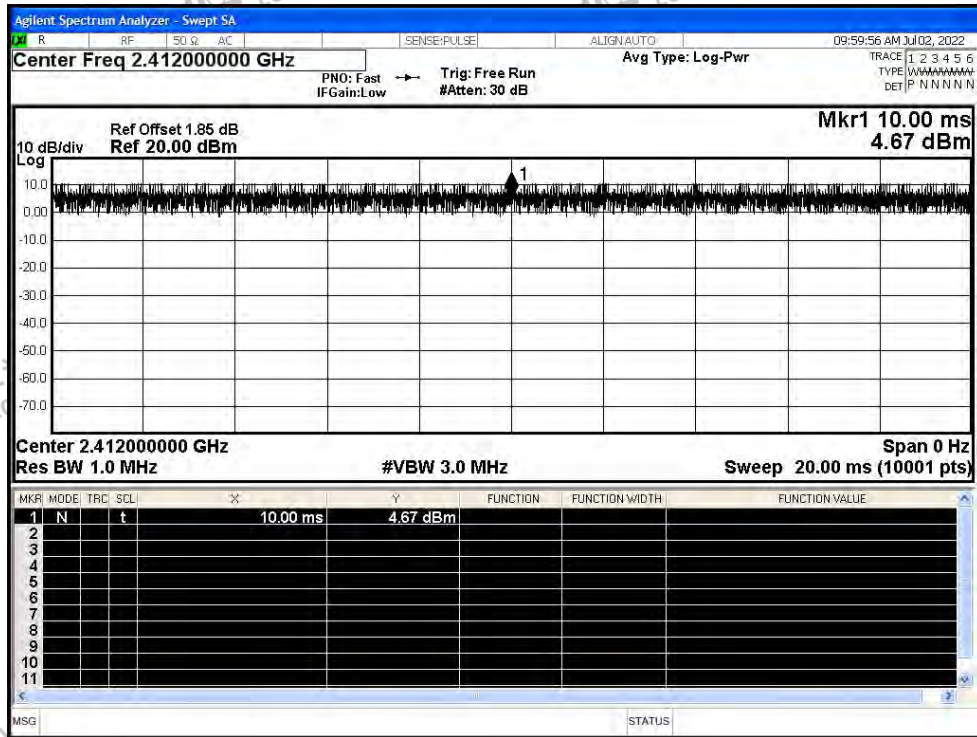 Agilent Spectrum Analyzer - Swept SA
R RF 50 Ω AC SENSE:PULSE ALIGN AUTO 09:59:56 AM Jul 02, 2022
Center Freq 2.412000000 GHz
PNO: Fast
IFGain:Low
Trig: Free Run
#Atten: 30 dB
Avg Type: Log-Pwr
TRACE 1 2 3 4 5 6
TYPE
DET P N N N N N
Mkr1 10.00 ms
4.67 dBm
Ref Offset 1.85 dB
10 dB/div Ref 20.00 dBm
Log
1
10.0
0.00
-10.0
-20.0
-30.0
-40.0
-50.0
-60.0
-70.0
Center 2.412000000 GHz Span 0 Hz
Res BW 1.0 MHz #VBW 3.0 MHz Sweep 20.00 ms (10001 pts)
MKR MODE TRC SCL X Y FUNCTION FUNCTION WIDTH FUNCTION VALUE
1 N t 10.00 ms 4.67 dBm
2
3
4
5
6
7
8
9
10
11
MSG STATUS